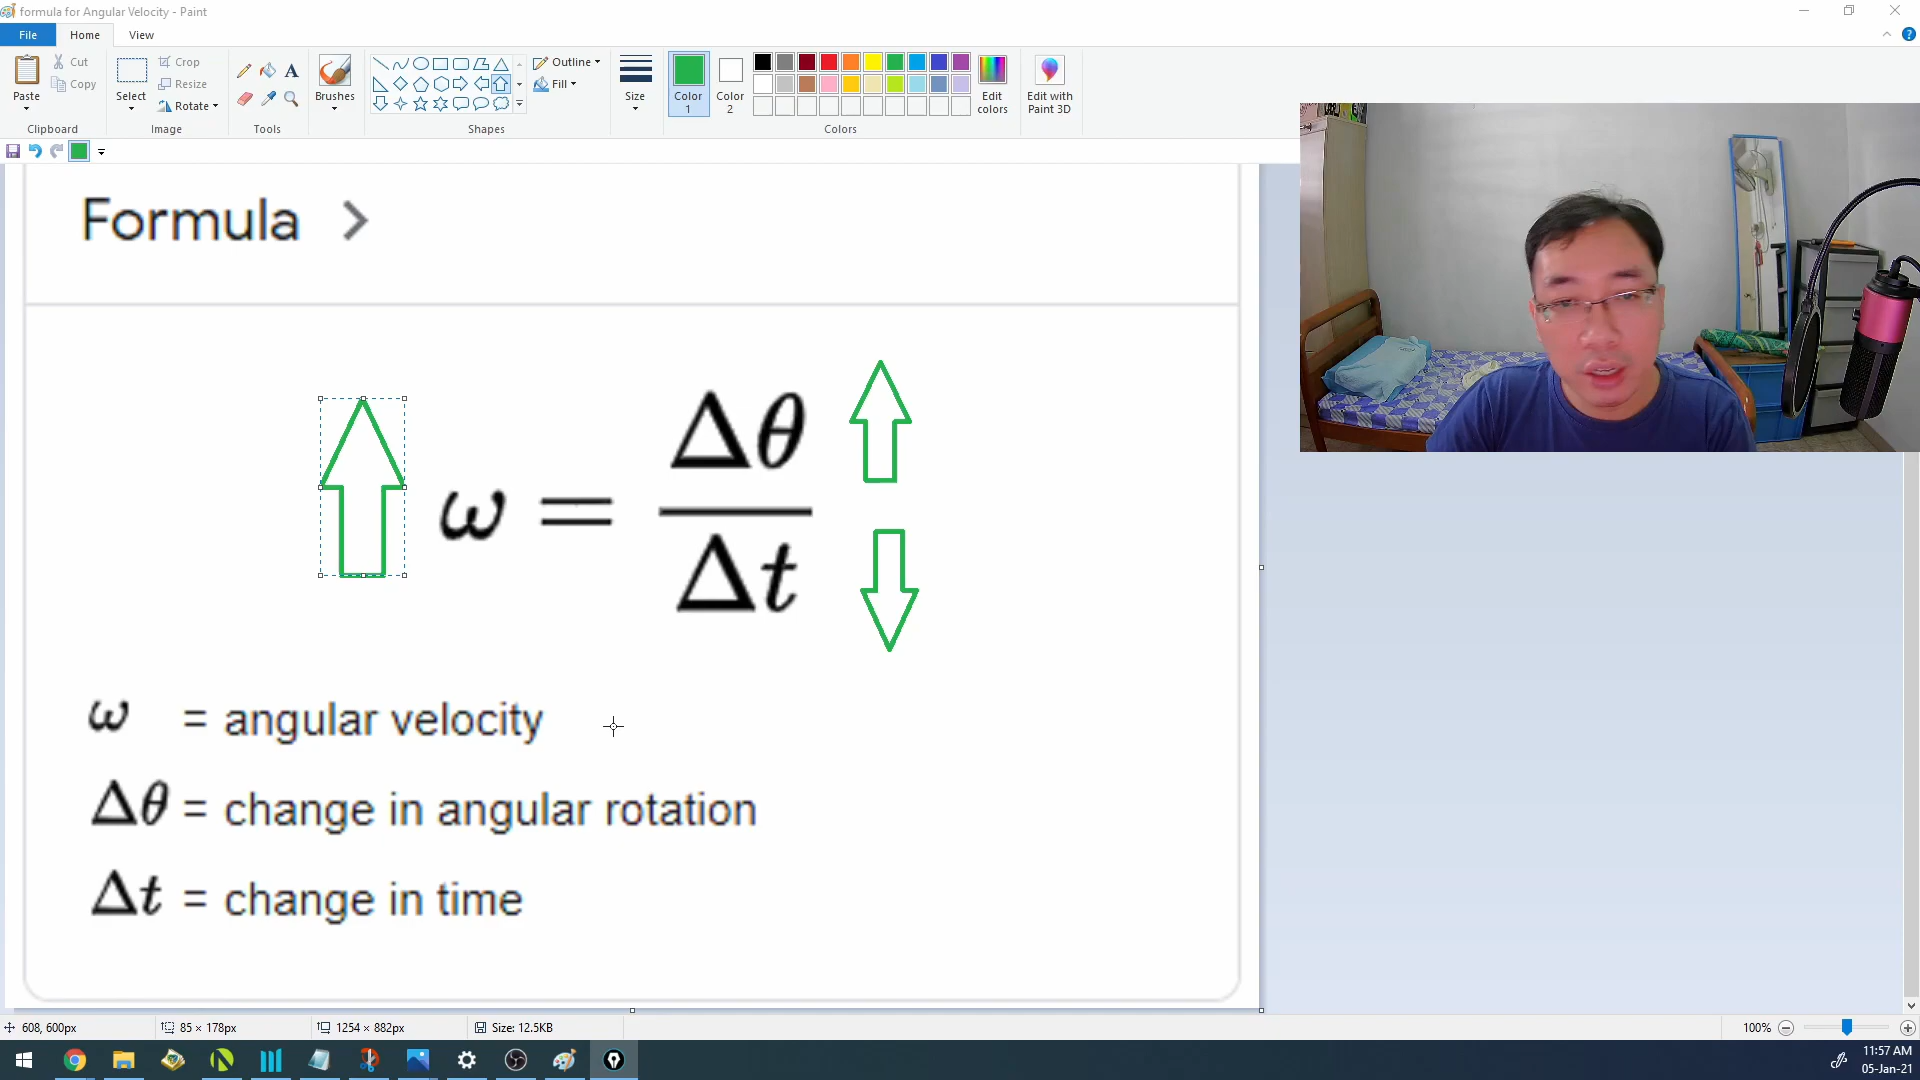 formula for Angular Velocity - Paint
File Home View
Paste
Cut
Copy
Clipboard
Select
Crop
Resize
Rotate
Image
A
Tools
Brushes
Outline
Fill
Shapes
Size
Color 1
Color 2
Edit colors
Colors
Edit with Paint 3D
Formula >
ω = Δθ
Δt
ω = angular velocity
Δθ = change in angular rotation
Δt = change in time
608, 600px 85 × 178px 1254 × 882px Size: 12.5KB 100%
11:57 AM
05-Jan-21